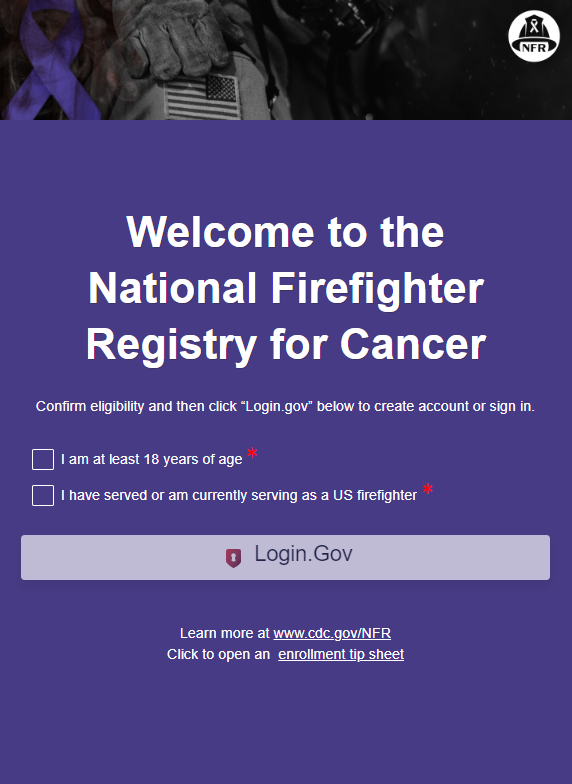 NFR
Welcome to the
National Firefighter
Registry for Cancer
Confirm eligibility and then click “Login.gov” below to create account or sign in.
I am at least 18 years of age *
I have served or am currently serving as a US firefighter *
Login.Gov
Learn more at www.cdc.gov/NFR
Click to open an enrollment tip sheet